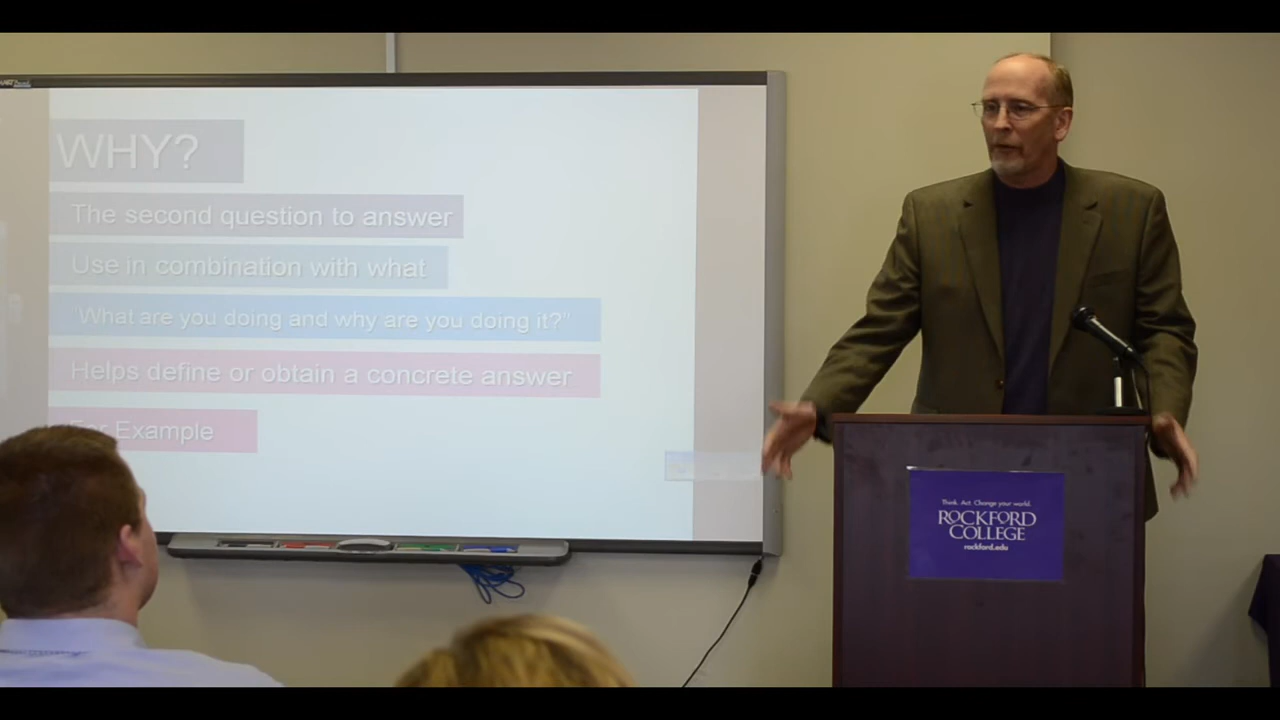 WHY?
The second question to answer
Use in combination with what
What are you doing and why are you doing it?"
Helps define or obtain a concrete answer
For Example
Think. Act. Change your world.
ROCKFORD
COLLEGE
rockford.edu